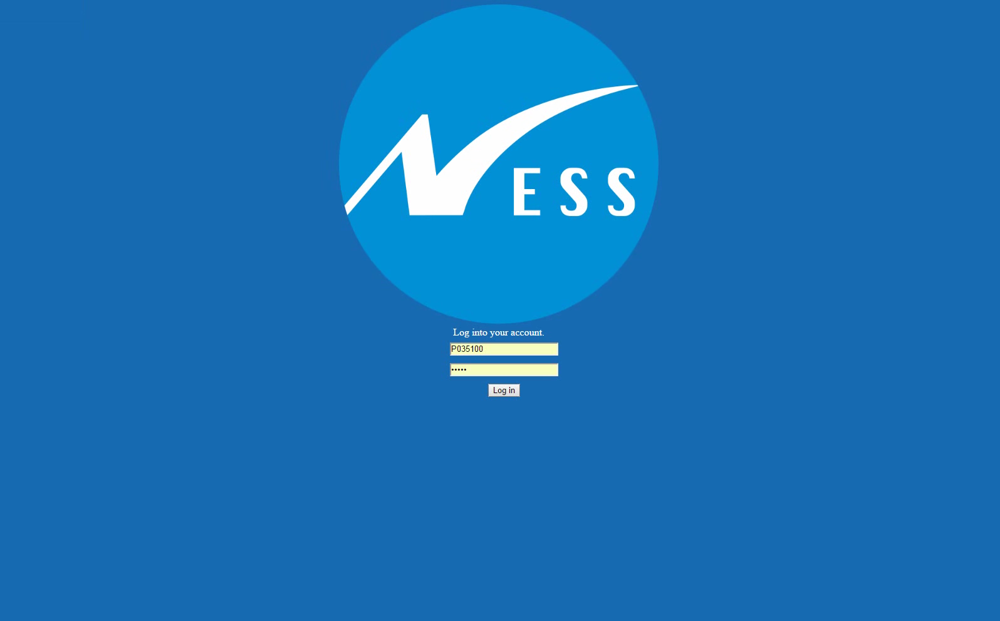 NESS
Log into your account.
P035100
•••••
Log in